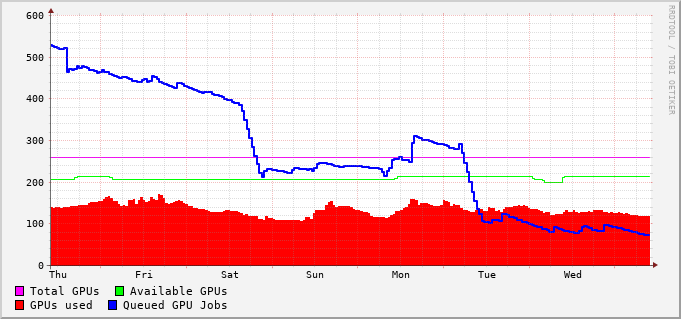 600
500
400
300
200
100
0
Thu Fri Sat Sun Mon Tue Wed
Total GPUs Available GPUs
GPUs used Queued GPU Jobs
RRDTOOL / TOBI OETIKER